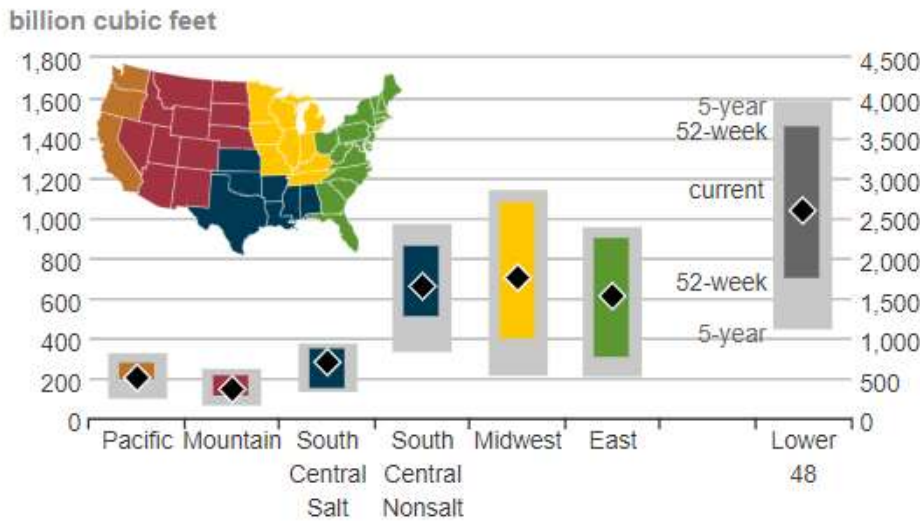 billion cubic feet
1,800
1,600
1,400
1,200
1,000
800
600
400
200
0
4,500
4,000
3,500
3,000
2,500
2,000
1,500
1,000
500
0
5-year
52-week
current
52-week
5-year
Pacific
Mountain
South
Central
Salt
South
Central
Nonsalt
Midwest
East
Lower
48